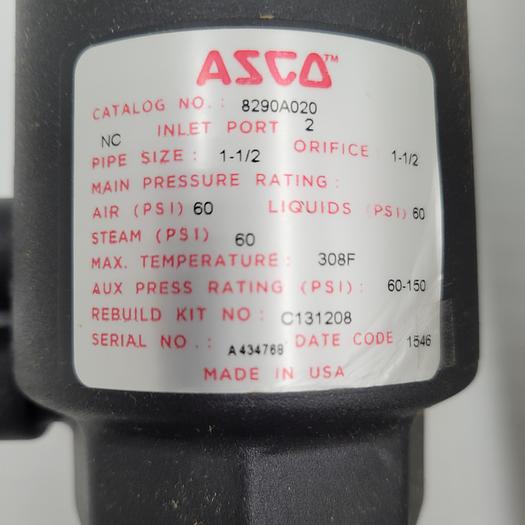 ASCO™
CATALOG NO.: 8290A020
NC INLET PORT 2
PIPE SIZE: 1-1/2 ORIFICE 1-1/2
MAIN PRESSURE RATING:
AIR (PSI) 60 LIQUIDS (PSI) 60
STEAM (PSI) 60
MAX. TEMPERATURE: 308F
AUX PRESS RATING (PSI): 60-150
REBUILD KIT NO: C131208
SERIAL NO.: A434768 DATE CODE 1546
MADE IN USA